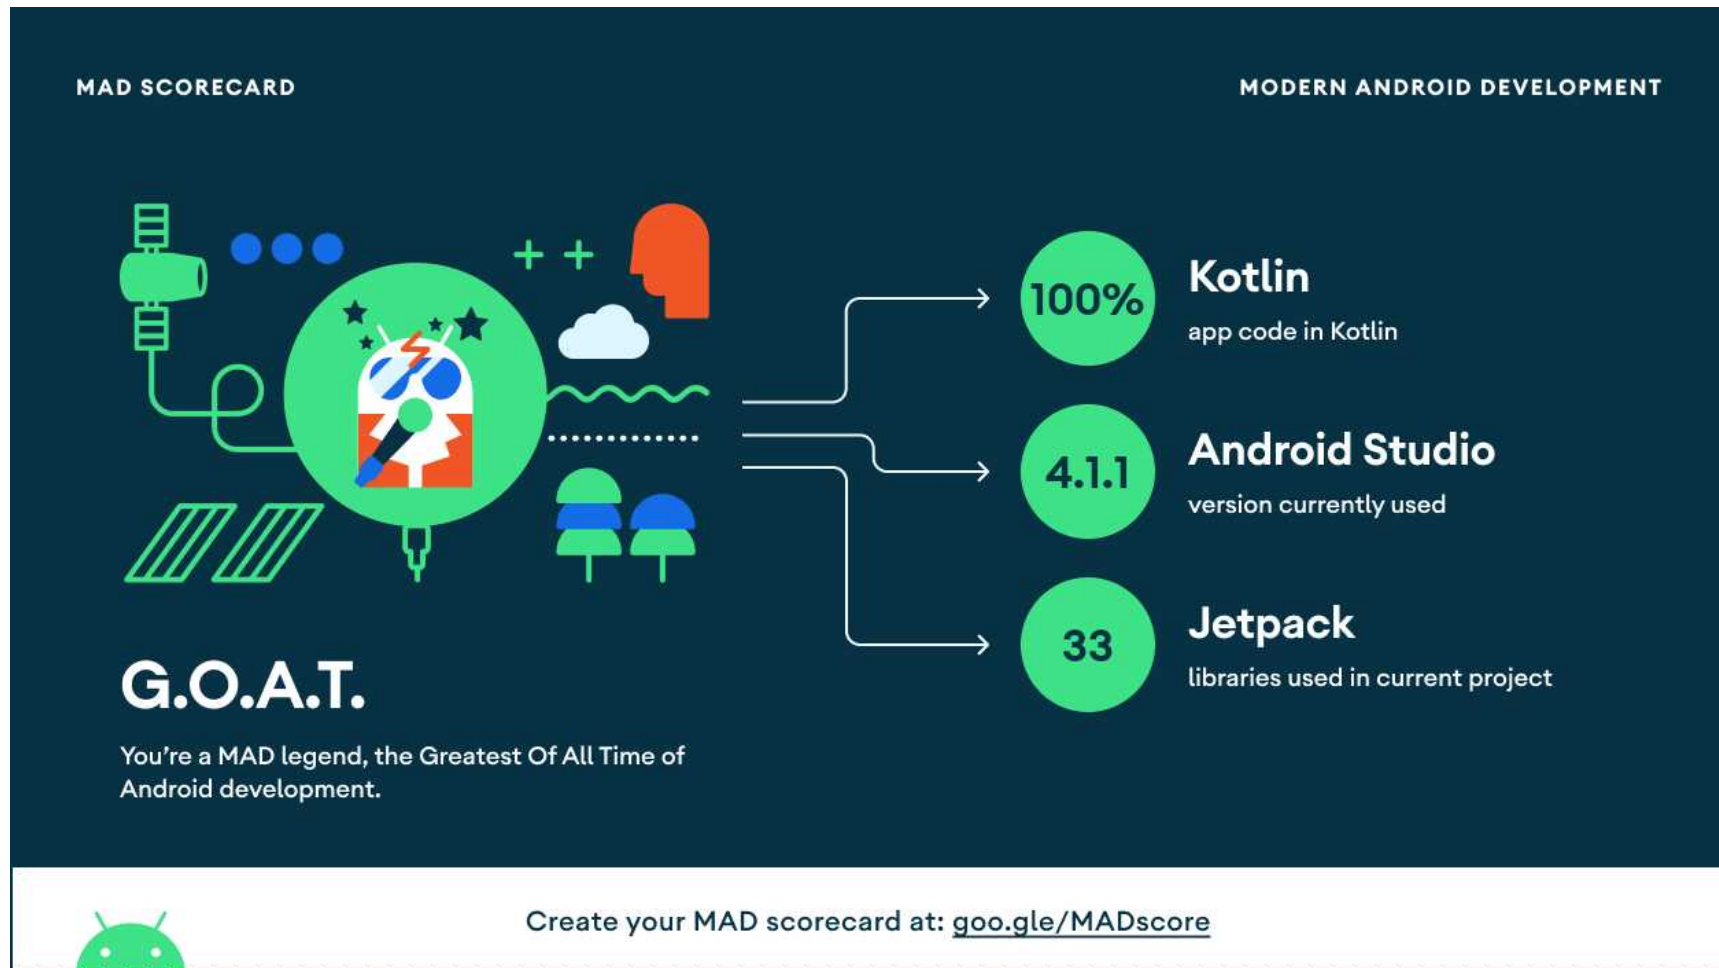 MAD SCORECARD
MODERN ANDROID DEVELOPMENT
100%
Kotlin
app code in Kotlin
4.1.1
Android Studio
version currently used
33
Jetpack
libraries used in current project
G.O.A.T.
You’re a MAD legend, the Greatest Of All Time of
Android development.
Create your MAD scorecard at: goo.gle/MADscore